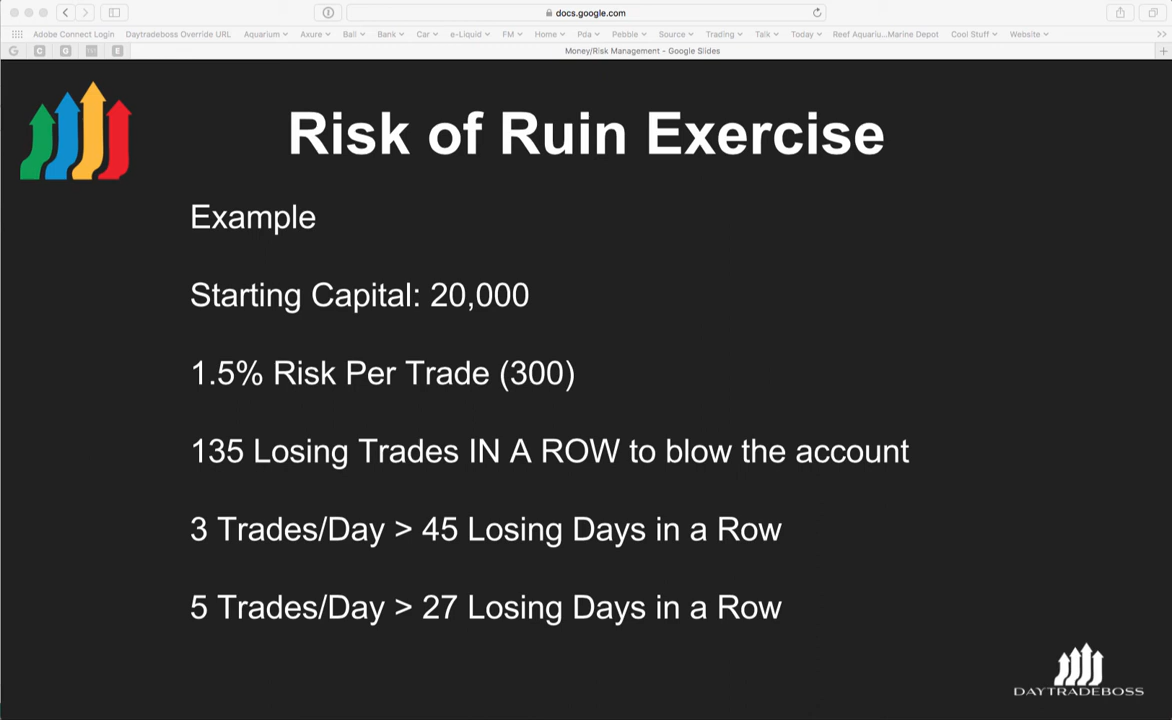 docs.google.com
Adobe Connect Login Daytradeboss Override URL Aquarium Axure Bali Bank Car e-Liquid FM Home Pda Pebble Source Trading Talk Today Reef Aquariu...Marine Depot Cool Stuff Website
G C E Money/Risk Management - Google Slides
Risk of Ruin Exercise
Example
Starting Capital: 20,000
1.5% Risk Per Trade (300)
135 Losing Trades IN A ROW to blow the account
3 Trades/Day > 45 Losing Days in a Row
5 Trades/Day > 27 Losing Days in a Row
DAYTRADEBOSS